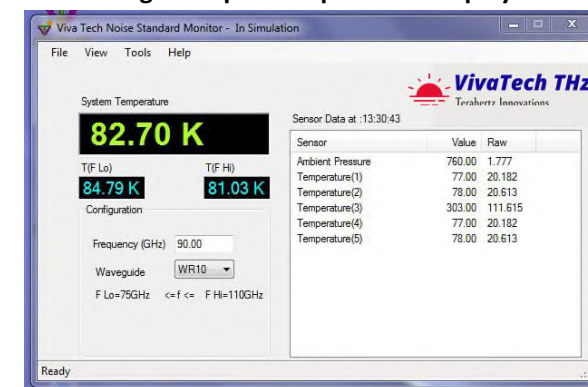 Viva Tech Noise Standard Monitor - In Simulation
File View Tools Help
VivaTech THz
Terahertz Innovations
System Temperature
82.70 K
T(F Lo) T(F Hi)
84.79 K 81.03 K
Configuration
Frequency (GHz) 90.00
Waveguide WR10
F Lo=75GHz <=f <= F Hi=110GHz
Sensor Data at :13:30:43
Sensor Value Raw
Ambient Pressure 760.00 1.777
Temperature(1) 77.00 20.182
Temperature(2) 78.00 20.613
Temperature(3) 303.00 111.615
Temperature(4) 77.00 20.182
Temperature(5) 78.00 20.613
Ready